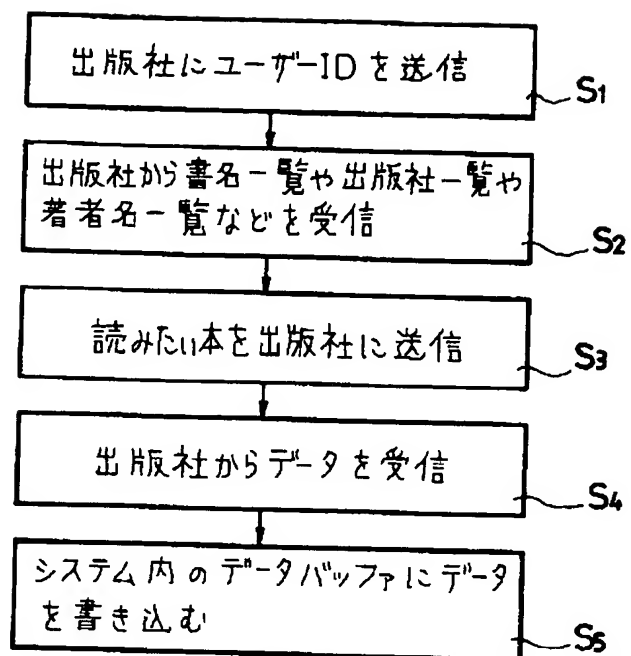 出版社にユーザーIDを送信
S1
出版社から書名一覧や出版社一覧や
著者名一覧などを受信
S2
読みたい本を出版社に送信
S3
出版社からデータを受信
S4
システム内のデータバッファにデータ
を書き込む
S5